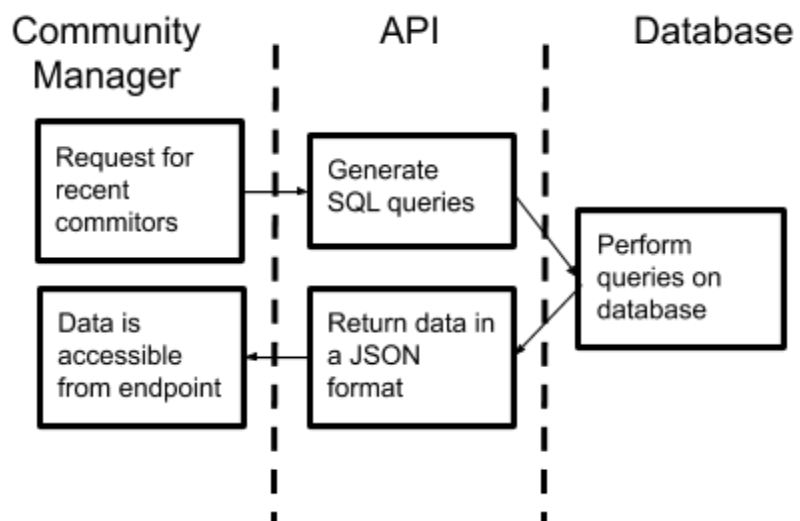 Community
Manager
API
Database
Request for
recent
commitors
Generate
SQL queries
Perform
queries on
database
Data is
accessible
from endpoint
Return data in
a JSON
format